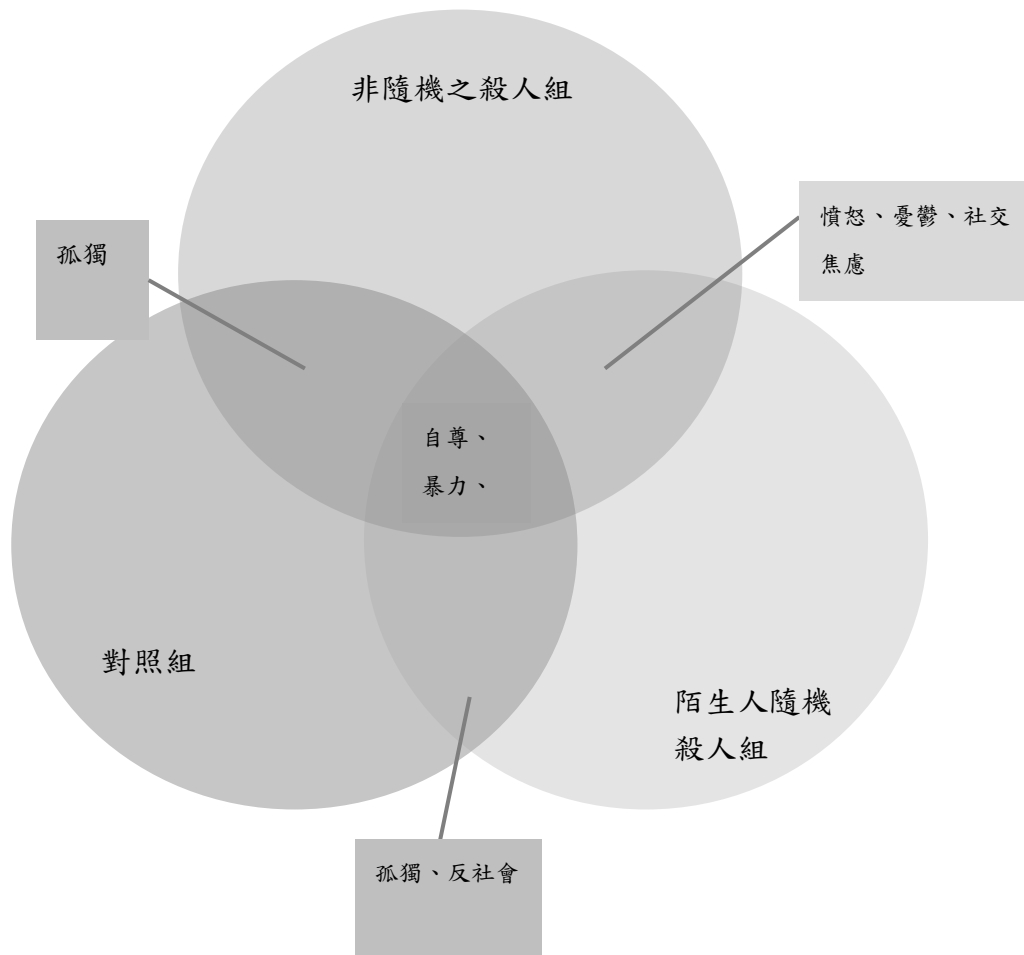 非隨機之殺人組
憤怒、憂鬱、社交
焦慮
孤獨
自尊、
暴力、
對照組
陌生人隨機
殺人組
孤獨、反社會